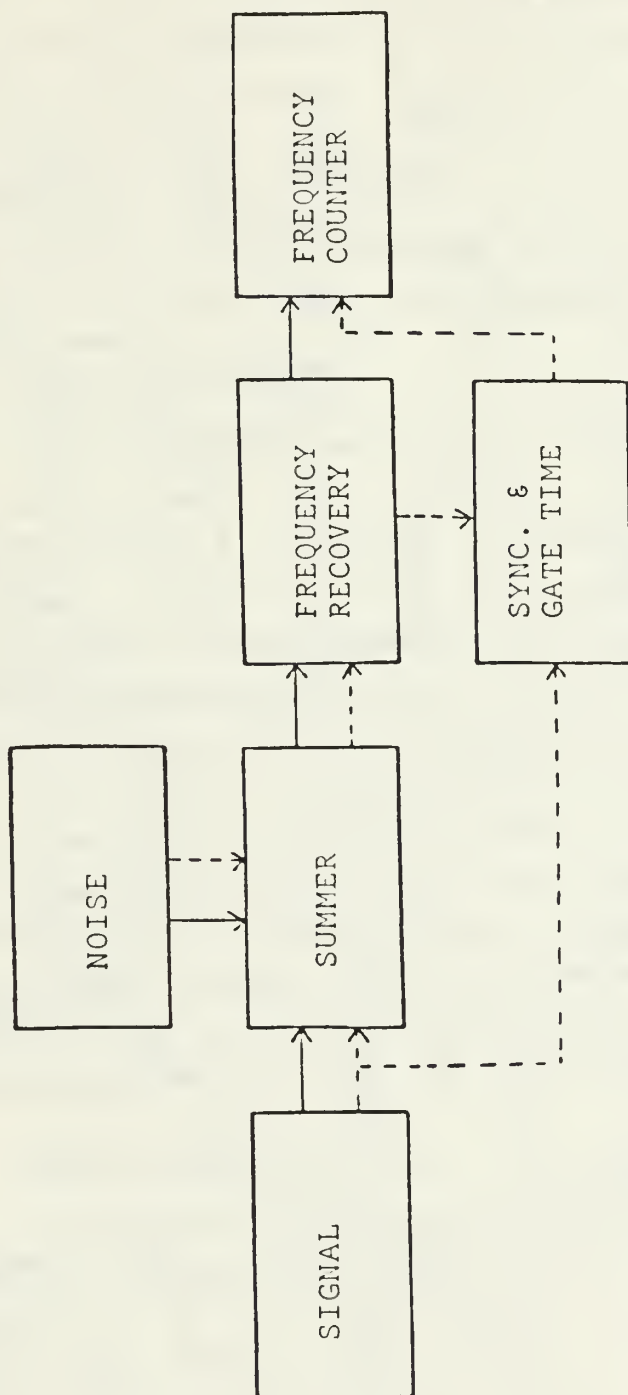 NOISE
SIGNAL
SUMMER
FREQUENCY
RECOVERY
FREQUENCY
COUNTER
SYNC. &
GATE TIME